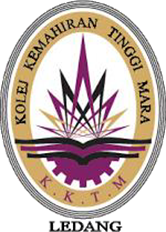 KOLEJ KEMAHIRAN TINGGI MARA
K.K.T.M
LEDANG